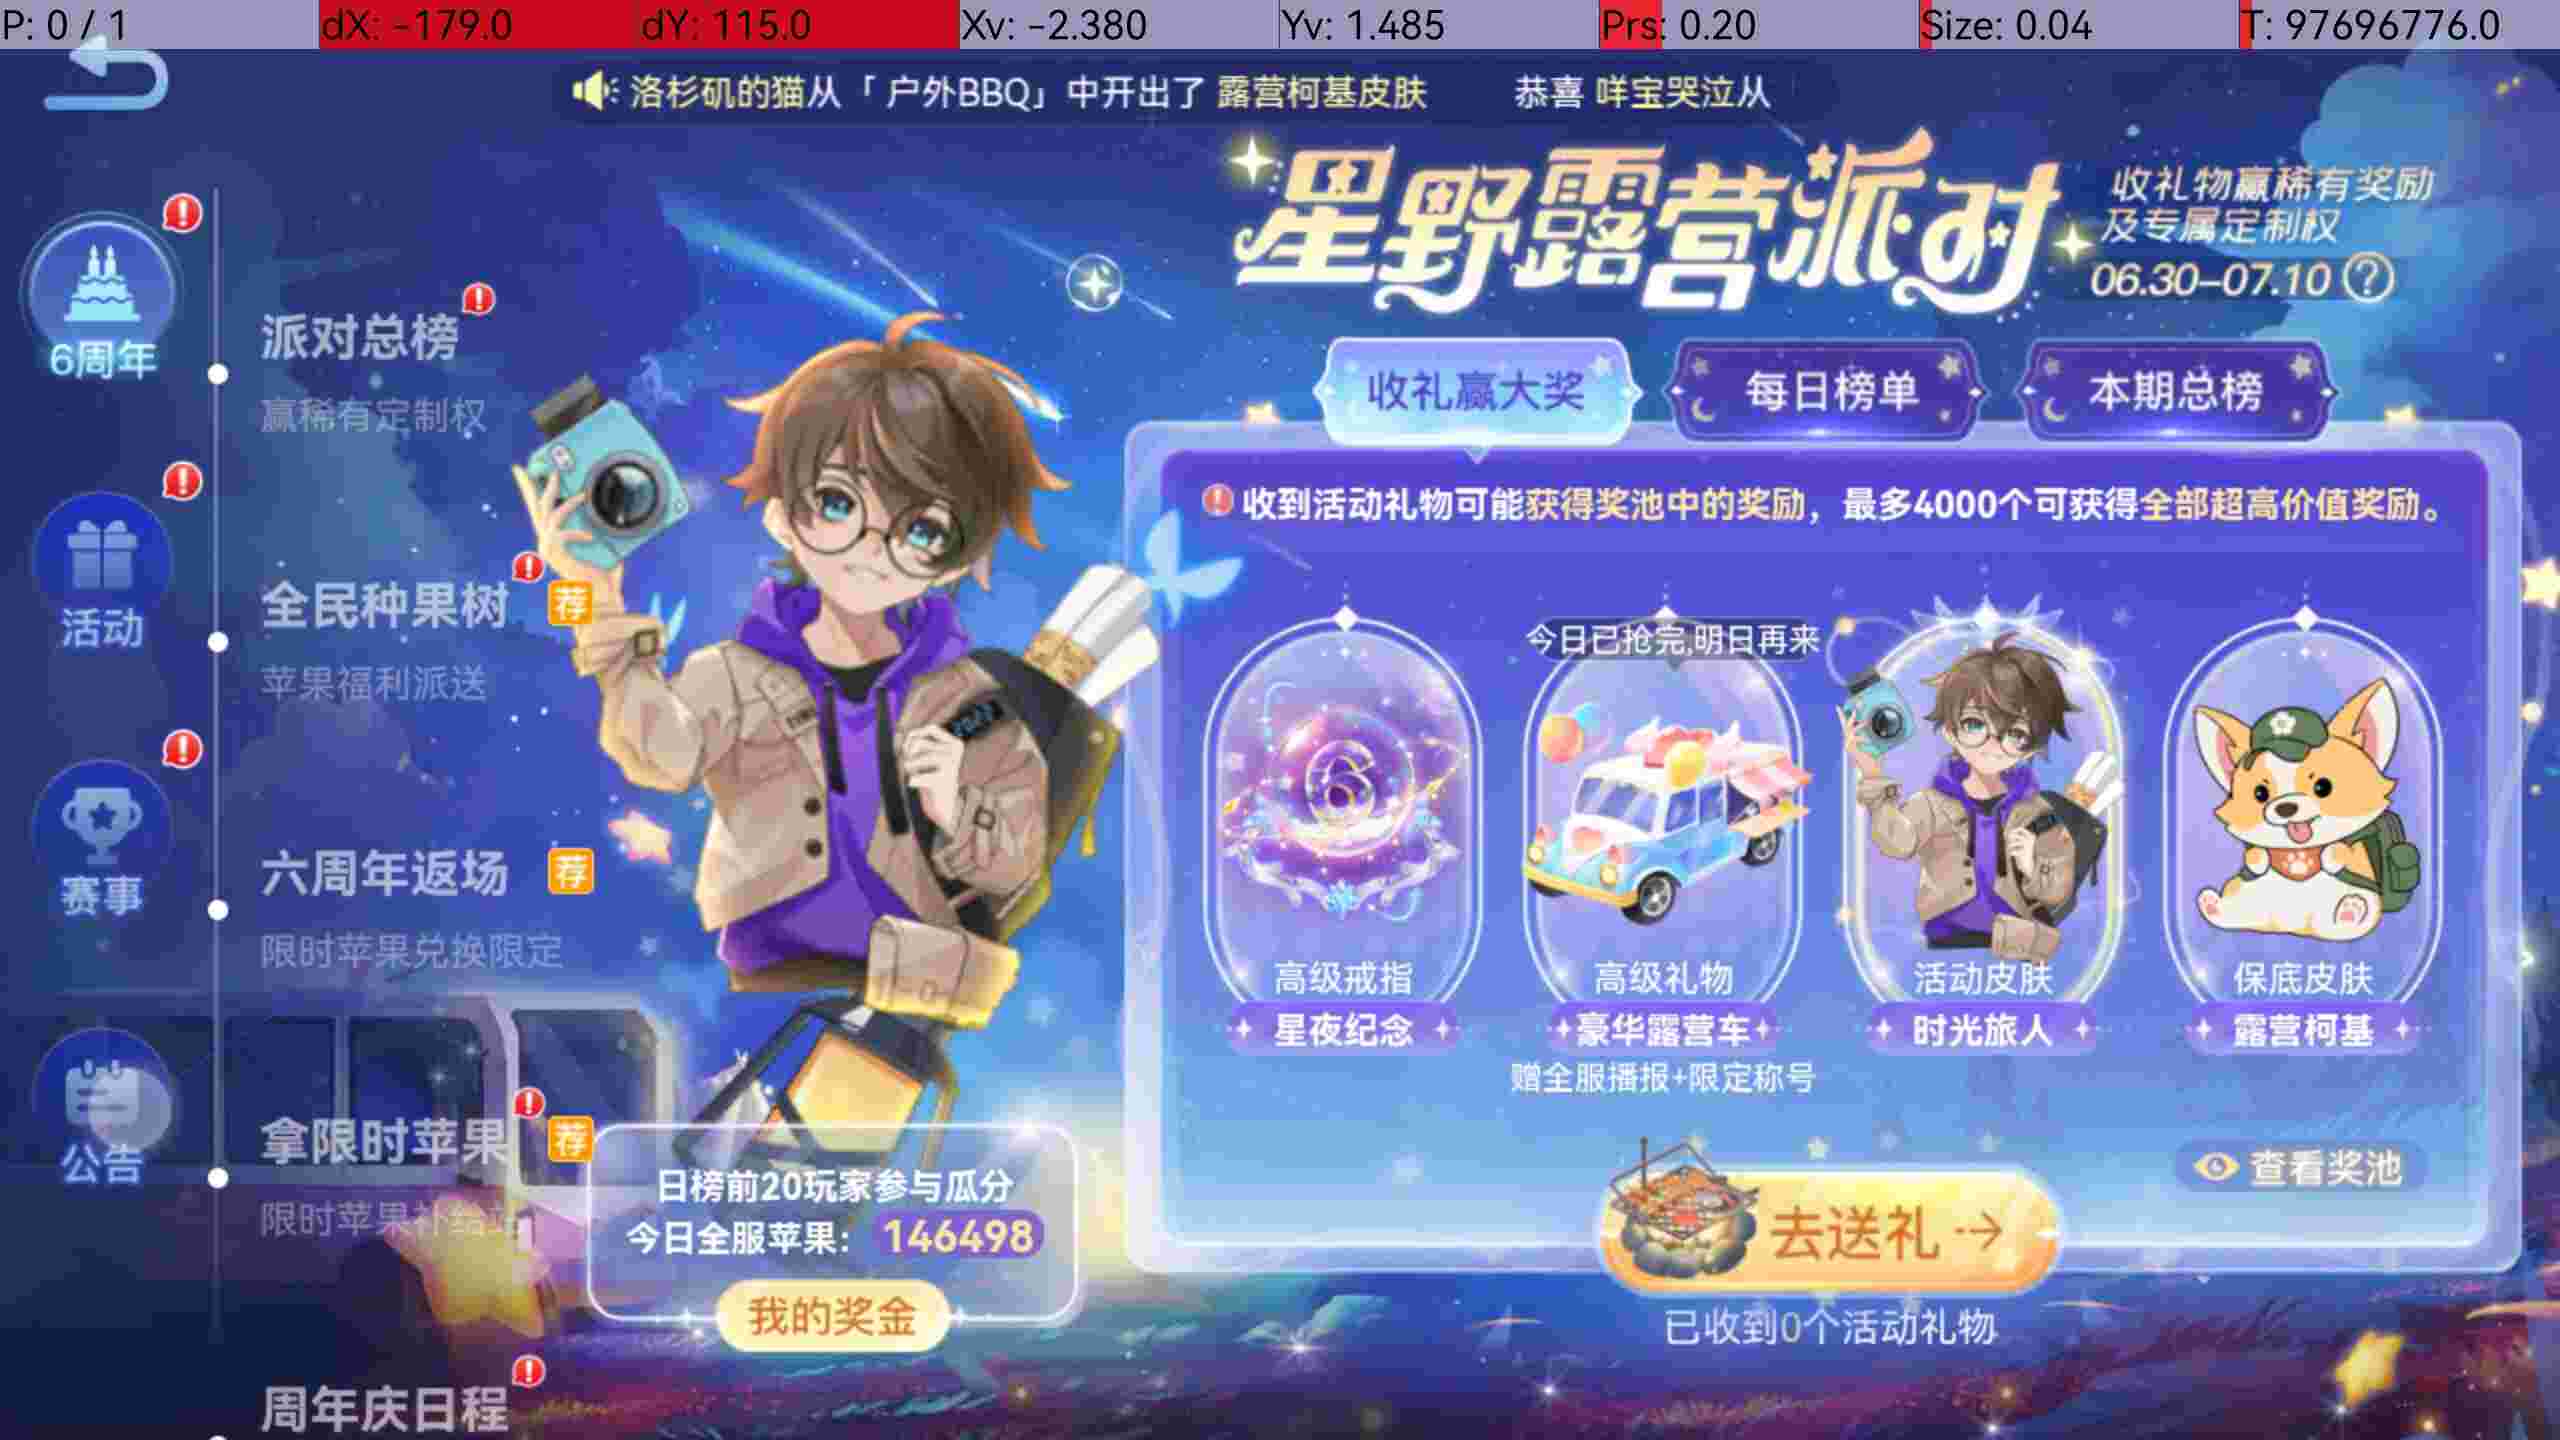 P: 0 / 1
dX: -179.0
dY: 115.0
Xv: -2.380
Yv: 1.485
Prs: 0.20
Size: 0.04
T: 97696776.0
洛杉矶的猫从「 户外BBQ」中开出了 露营柯基皮肤 恭喜 咩宝哭泣从
星野露营派对
收礼物赢稀有奖励
及专属定制权
06.30-07.10 ?
6周年
活动
赛事
公告
派对总榜
赢稀有定制权
全民种果树
荐
苹果福利派送
六周年返场
荐
限时苹果兑换限定
拿限时苹果
荐
限时苹果补给站
周年庆日程
日榜前20玩家参与瓜分
今日全服苹果： 146498
我的奖金
收礼赢大奖
每日榜单
本期总榜
收到活动礼物可能获得奖池中的奖励，最多4000个可获得全部超高价值奖励。
今日已抢完,明日再来
6
高级戒指
星夜纪念
高级礼物
豪华露营车
赠全服播报+限定称号
活动皮肤
时光旅人
保底皮肤
露营柯基
查看奖池
去送礼
已收到0个活动礼物